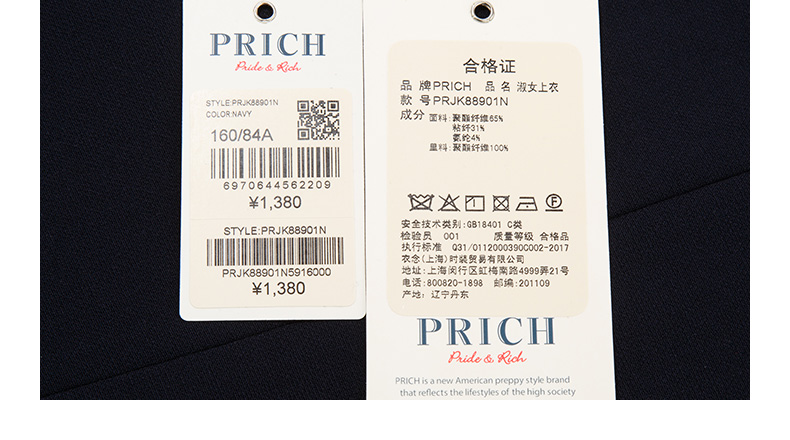 PRICH
Pride & Rich
STYLE:PRJK88901N
COLOR:NAVY
160/84A
6970644562209
¥1,380
STYLE:PRJK88901N
PRJK88901N5916000
¥1,380
合格证
品 牌PRICH 品 名 淑女上衣
款 号PRJK88901N
成分 面料:聚酯纤维65%
粘纤31%
氨纶4%
里料:聚酯纤维100%
安全技术类别:GB18401 C类
检验员 001 质量等级 合格品
执行标准 Q31/0112000390C002-2017
衣念(上海)时装贸易有限公司
地址:上海闵行区虹梅南路4999弄21号
电话:800820-1898 邮编:201109
产地: 辽宁丹东
PRICH
Pride & Rich
PRICH is a new American preppy style brand
that reflects the lifestyles of the high society